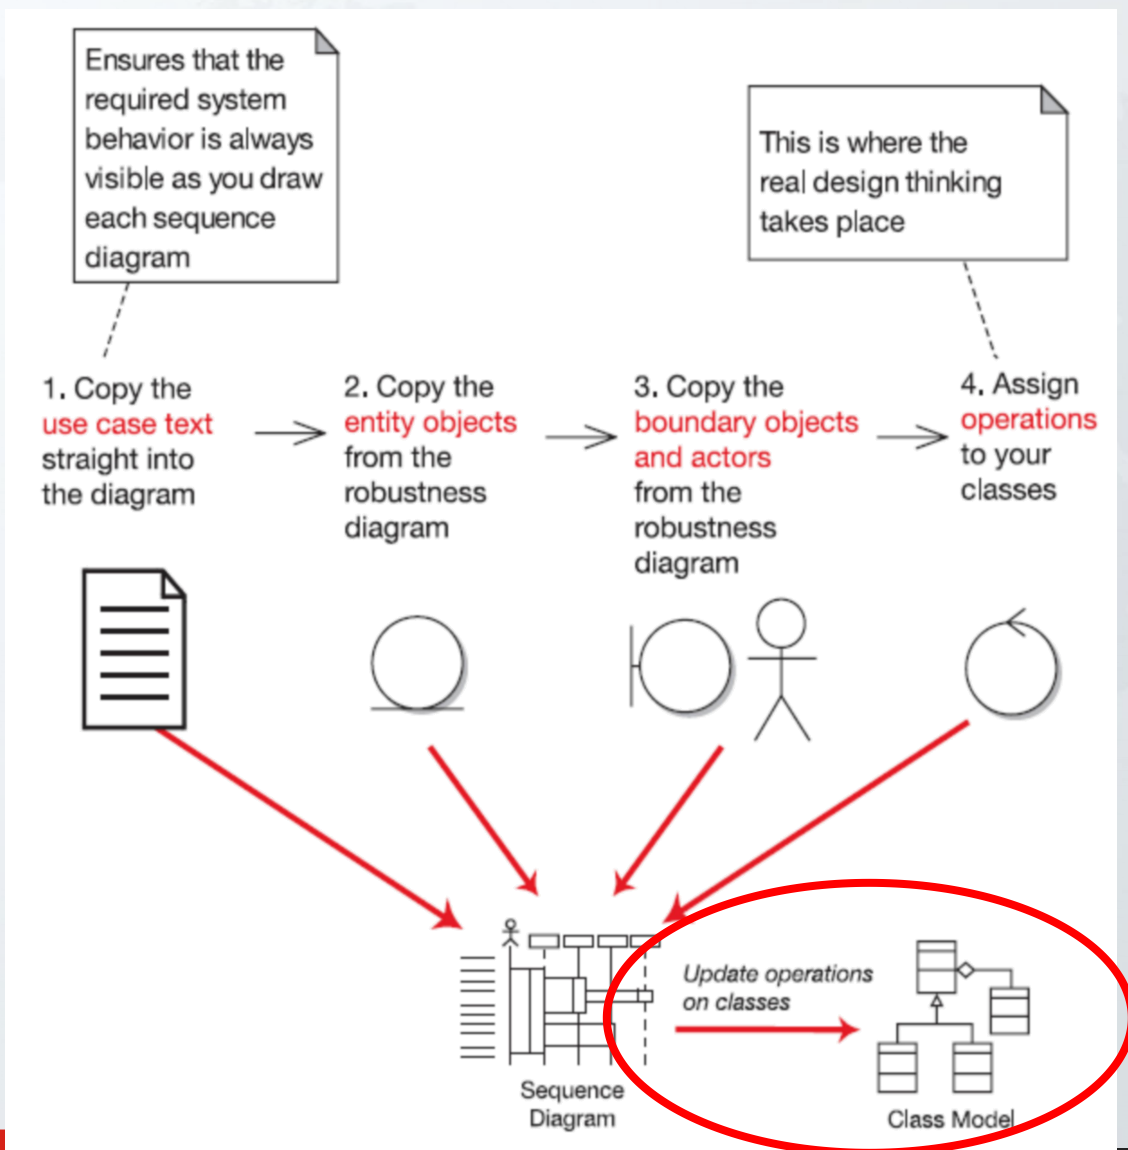 Ensures that the
required system
behavior is always
visible as you draw
each sequence
diagram
This is where the
real design thinking
takes place
1. Copy the
use case text
straight into
the diagram
2. Copy the
entity objects
from the
robustness
diagram
3. Copy the
boundary objects
and actors
from the
robustness
diagram
4. Assign
operations
to your
classes
Update operations
on classes
Sequence
Diagram
Class Model